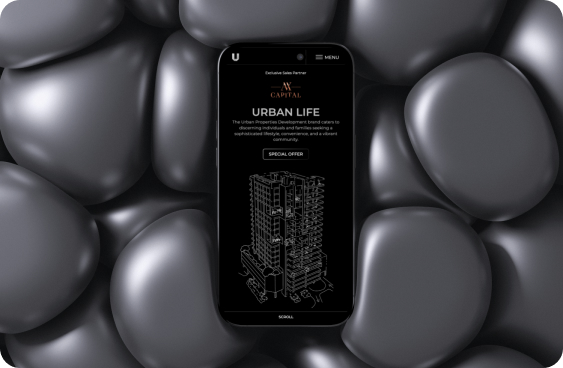 U
MENU
Exclusive Sales Partner
CAPITAL
URBAN LIFE
The Urban Properties Development brand caters to
discerning individuals and families seeking a
sophisticated lifestyle, convenience, and a vibrant
community.
SPECIAL OFFER
SCROLL